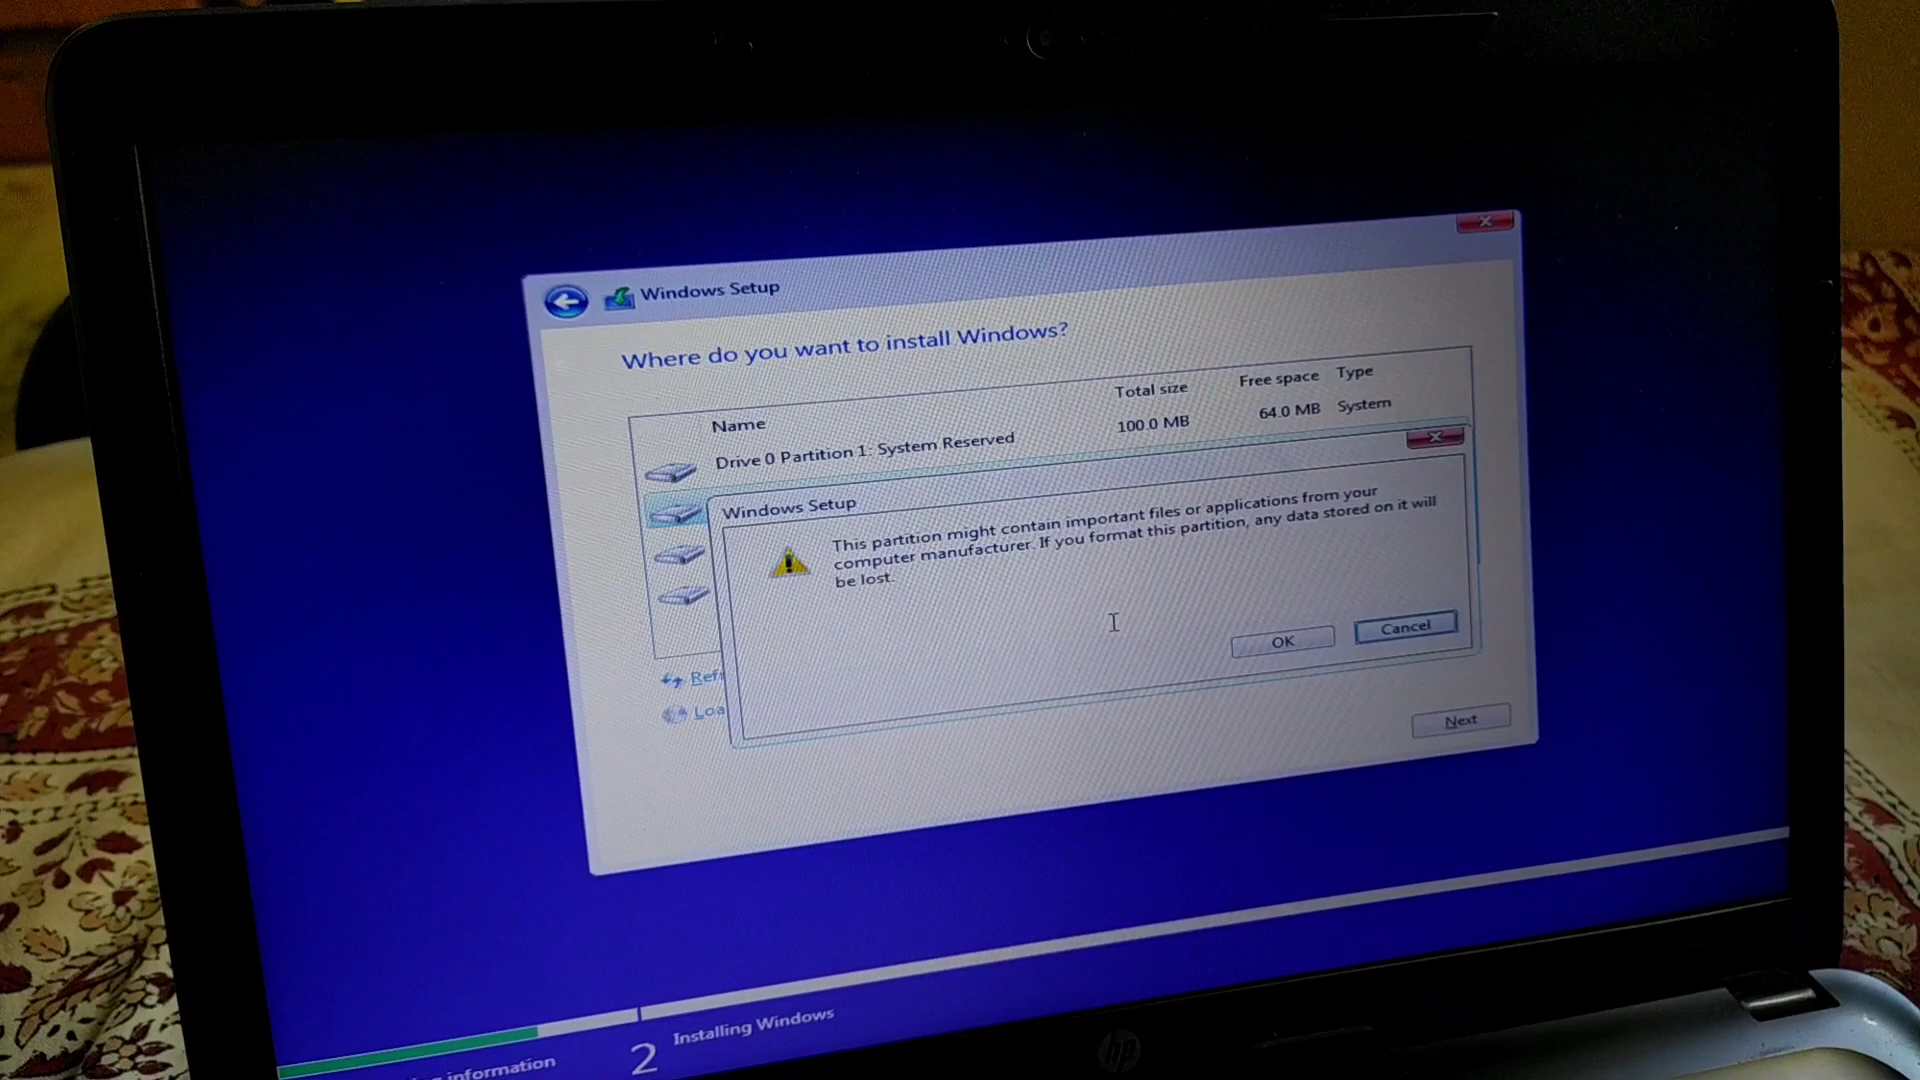 Windows Setup
Where do you want to install Windows?
Name Total size Free space Type
Drive 0 Partition 1: System Reserved 100.0 MB 64.0 MB System
Windows Setup
This partition might contain important files or applications from your
computer manufacturer. If you format this partition, any data stored on it will
be lost.
OK Cancel
Next
2 Installing Windows
information
hp